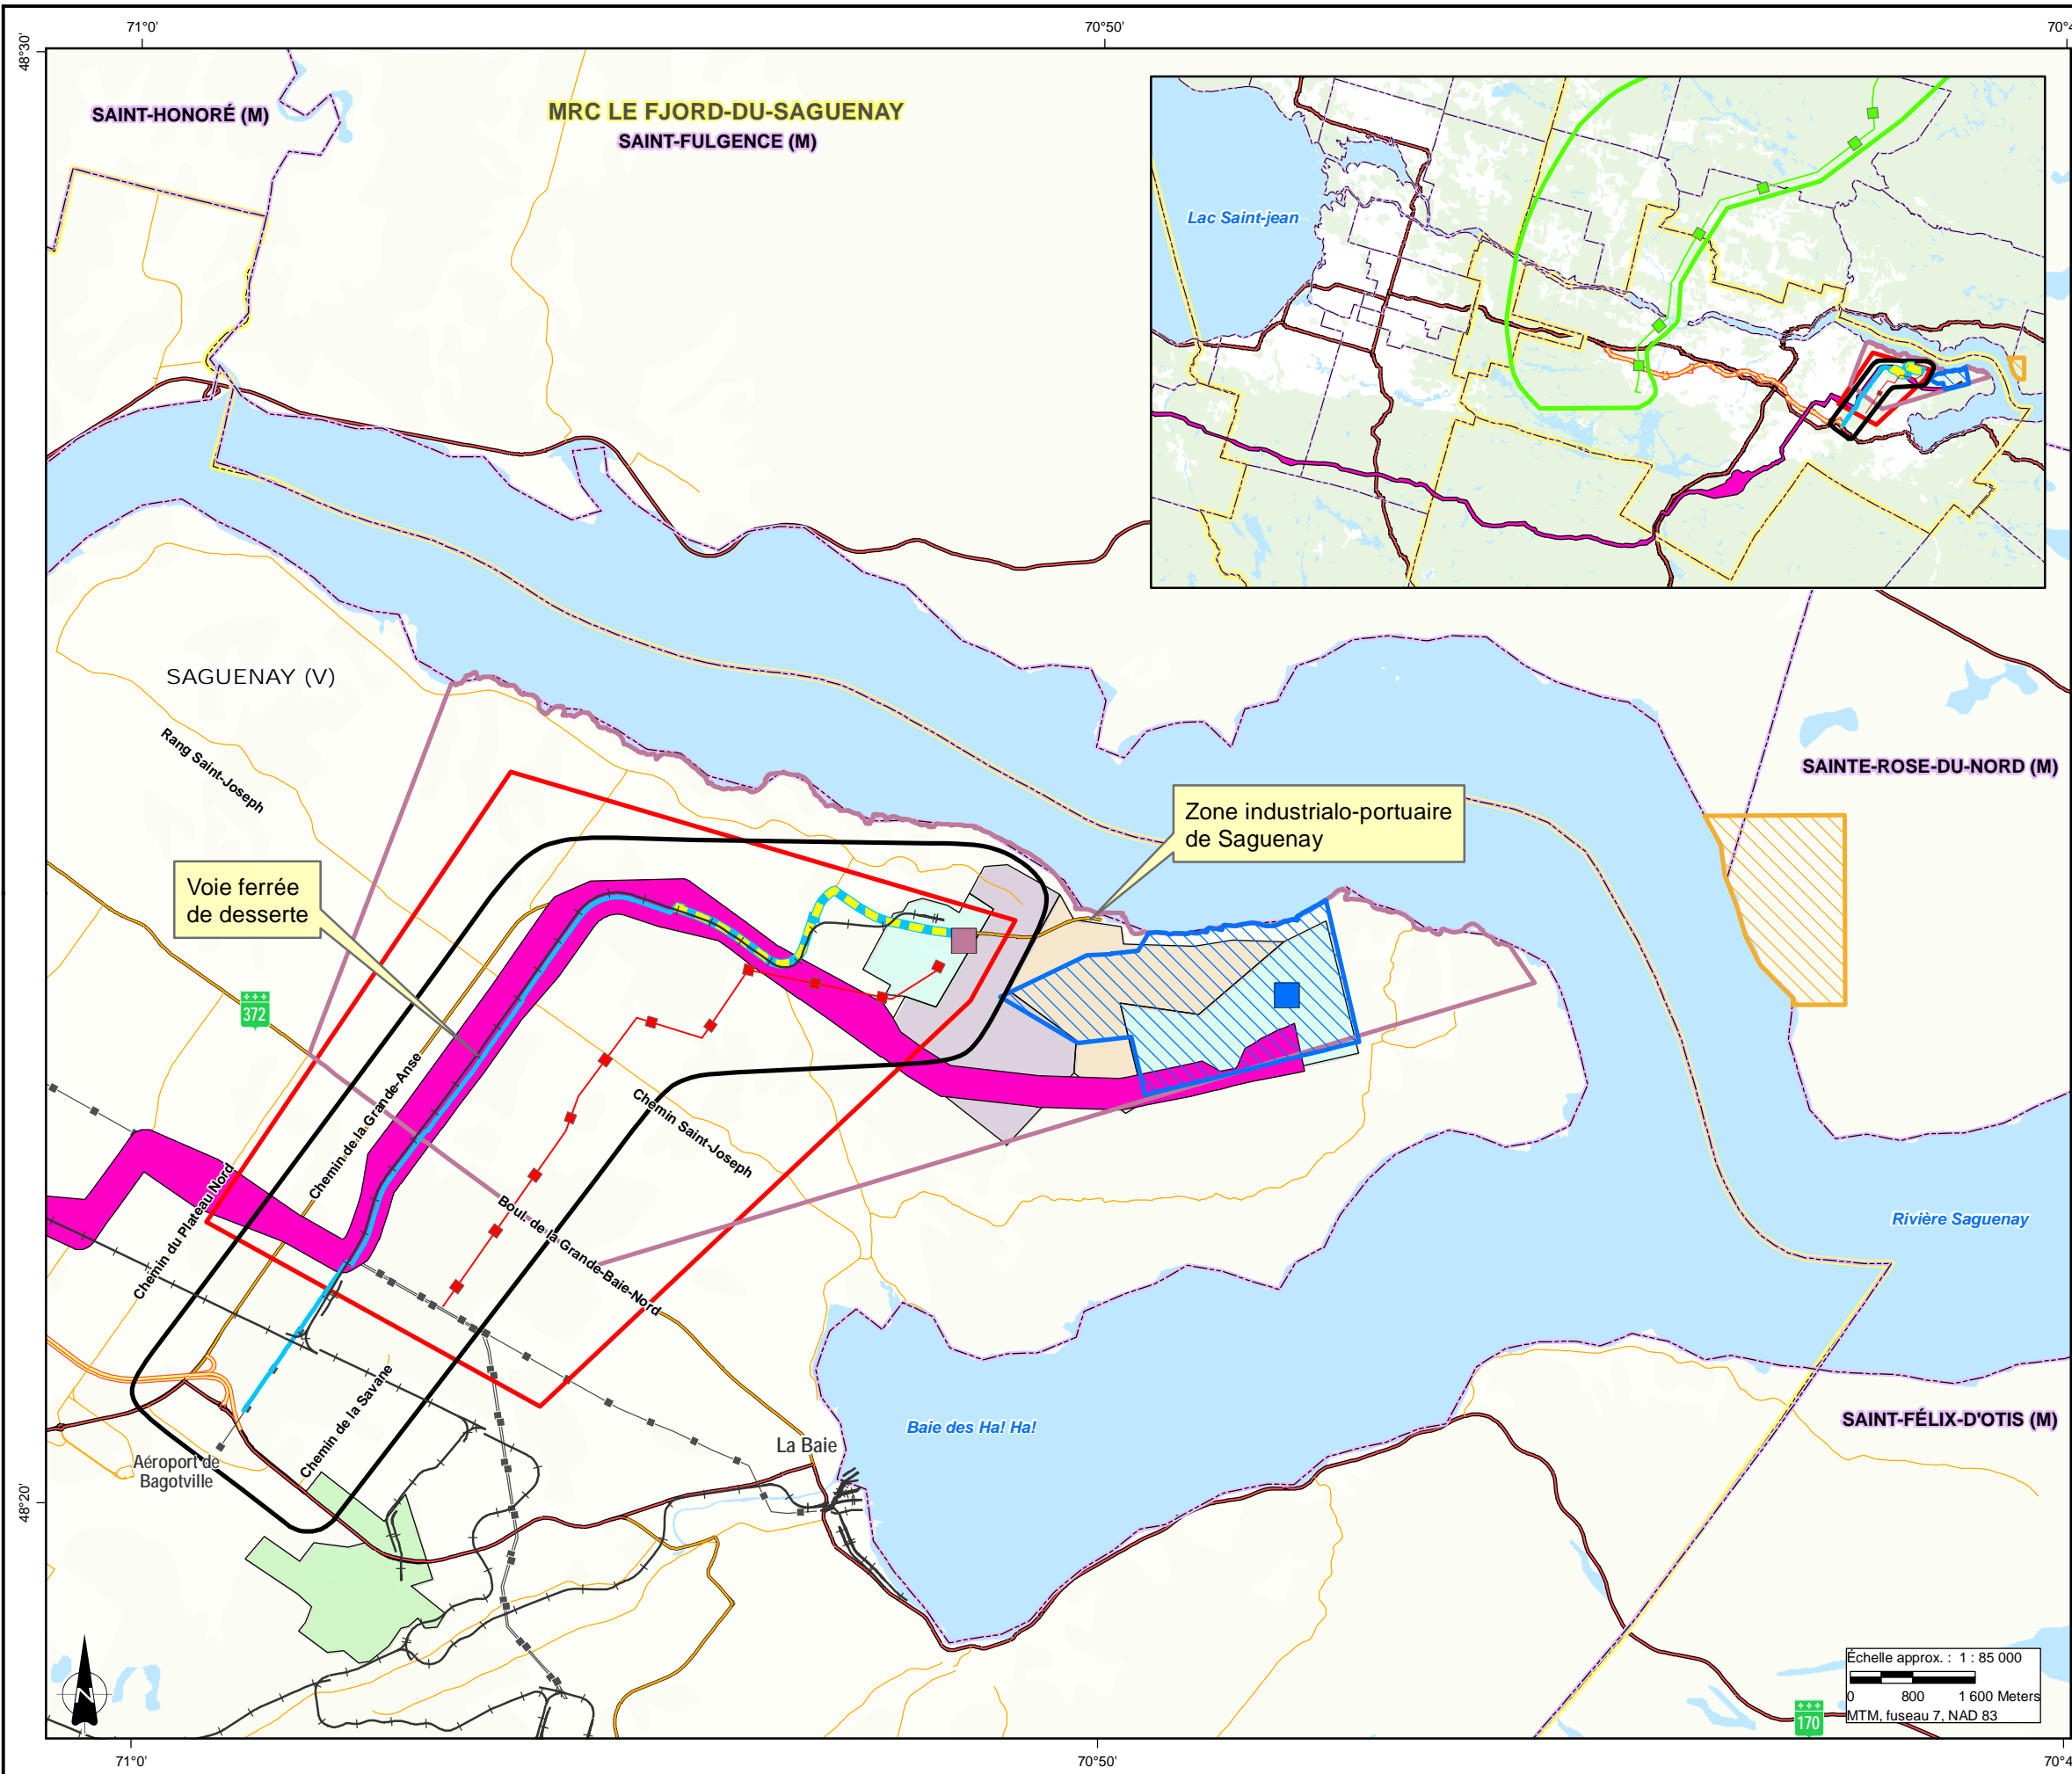 71°0'
70°50'
70°4
48°30'
SAINT-HONORÉ (M)
MRC LE FJORD-DU-SAGUENAY
SAINT-FULGENCE (M)
Lac Saint-jean
SAGUENAY (V)
Rang Saint-Joseph
SAINTE-ROSE-DU-NORD (M)
Zone industrialo-portuaire
de Saguenay
Voie ferrée
de desserte
372
Chemin de la Grande-Anse
Chemin Saint-Joseph
Chemin du Plateau Nord
Boul. de la Grande-Baie-Nord
Rivière Saguenay
Chemin de la Savane
Baie des Ha! Ha!
SAINT-FÉLIX-D'OTIS (M)
La Baie
Aéroport de
Bagotville
48°20'
N
Échelle approx. : 1 : 85 000
0 800 1 600 Meters
MTM, fuseau 7, NAD 83
170
71°0'
70°50'
70°4